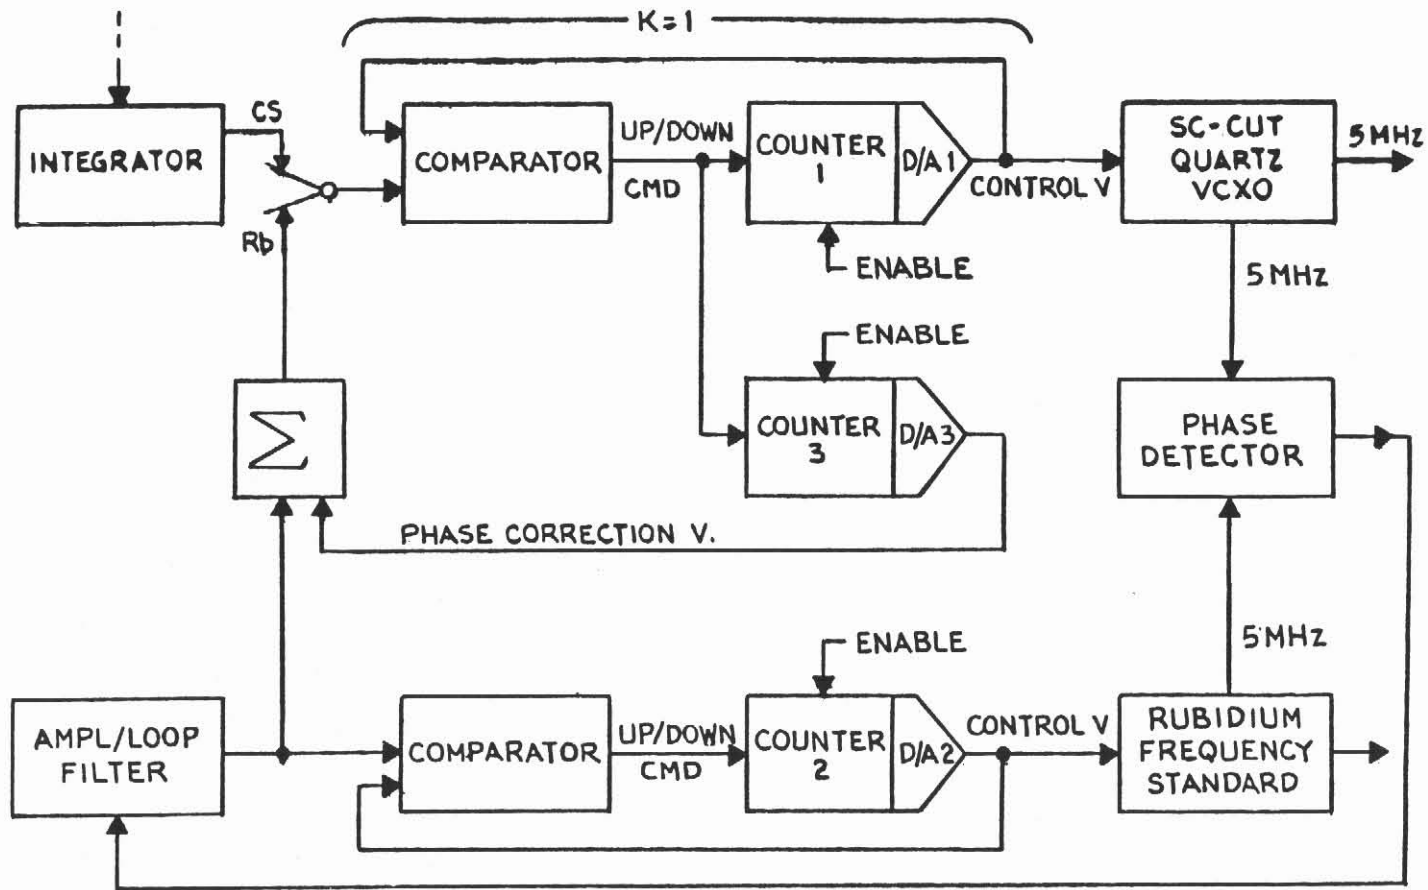 K=1
CS
INTEGRATOR
Rb
COMPARATOR
UP/DOWN
CMD
COUNTER
1
D/A1
CONTROL V
SC-CUT
QUARTZ
VCXO
5MHz
ENABLE
5MHz
ENABLE
Σ
COUNTER
3
D/A3
PHASE
DETECTOR
PHASE CORRECTION V.
ENABLE
5MHz
AMPL/LOOP
FILTER
COMPARATOR
UP/DOWN
CMD
COUNTER
2
D/A2
CONTROL V
RUBIDIUM
FREQUENCY
STANDARD